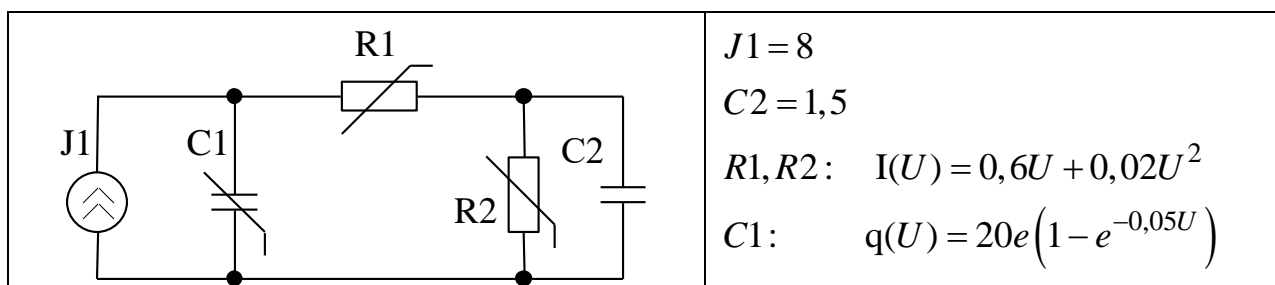 R1
J1
C1
C2
R2
J1 = 8
C2 = 1,5
R1, R2 : I(U) = 0,6U + 0,02U²
C1 : q(U) = 20e(1 − e^{−0,05U})